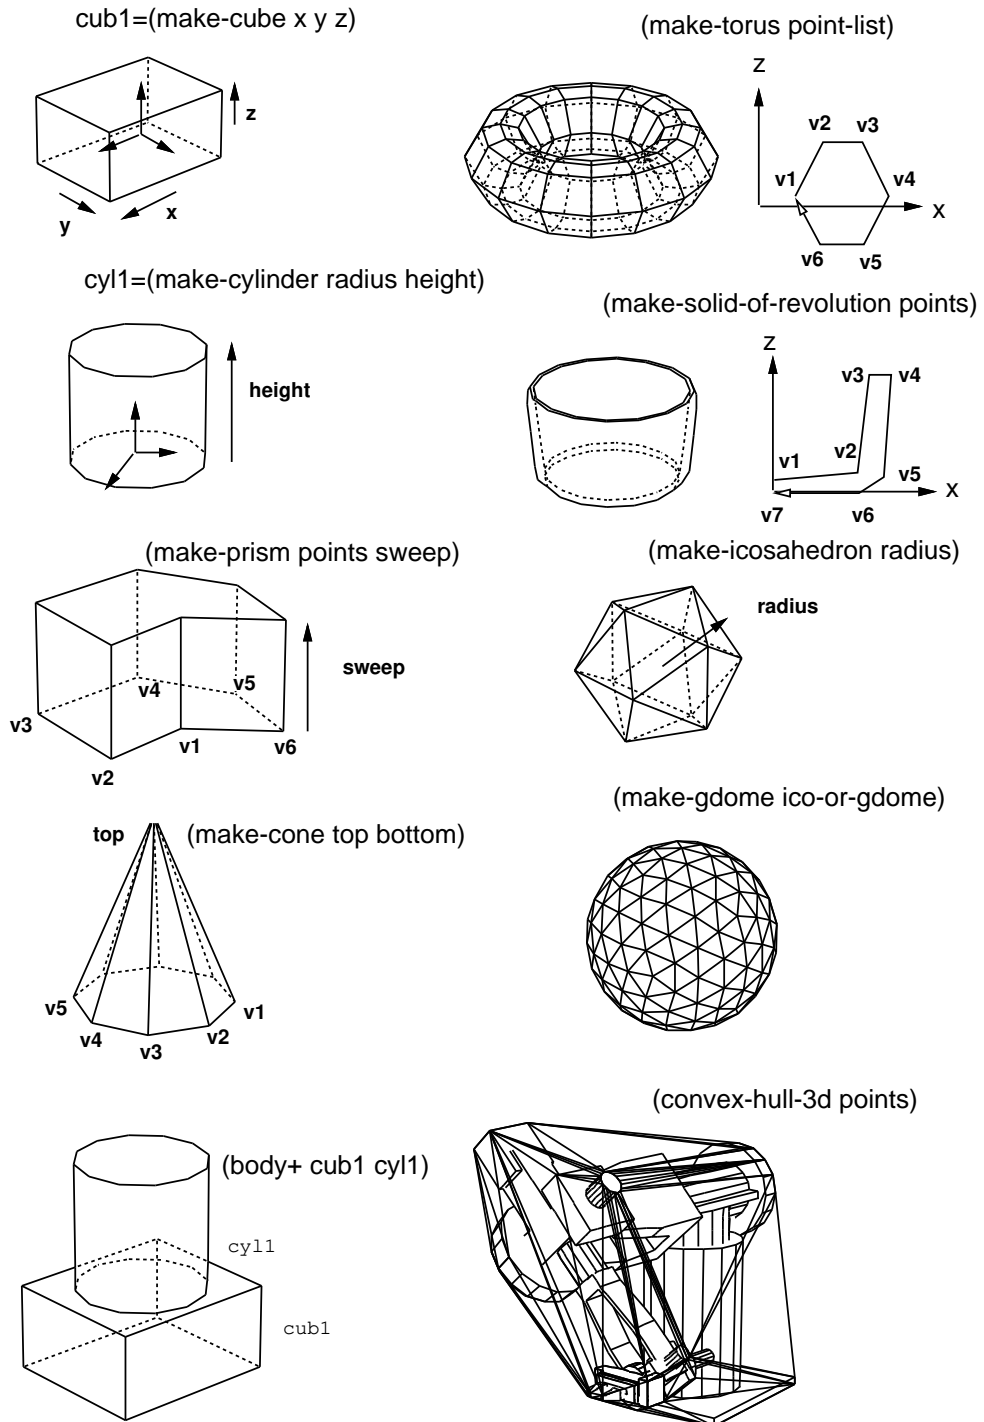 cub1=(make-cube x y z)
z
x
y
(make-torus point-list)
z
v2 v3
v1 v4
x
v6 v5
cyl1=(make-cylinder radius height)
height
(make-solid-of-revolution points)
z
v3 v4
v2
v1 v5
x
v7 v6
(make-prism points sweep)
sweep
v4 v5
v3
v1 v6
v2
(make-icosahedron radius)
radius
(make-gdome ico-or-gdome)
top (make-cone top bottom)
v5 v1
v4 v2
v3
(convex-hull-3d points)
(body+ cub1 cyl1)
cyl1
cub1